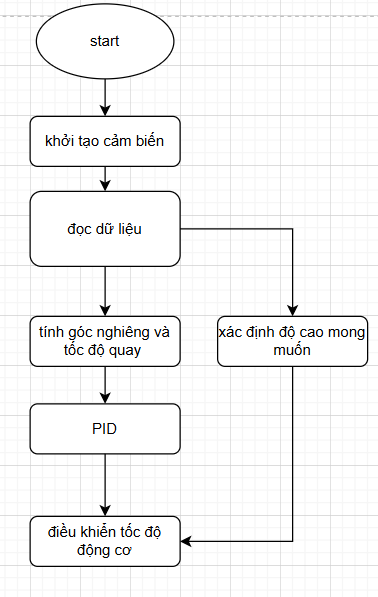 start
khởi tạo cảm biến
đọc dữ liệu
tính góc nghiêng và
tốc độ quay
xác định độ cao mong
muốn
PID
điều khiển tốc độ
động cơ